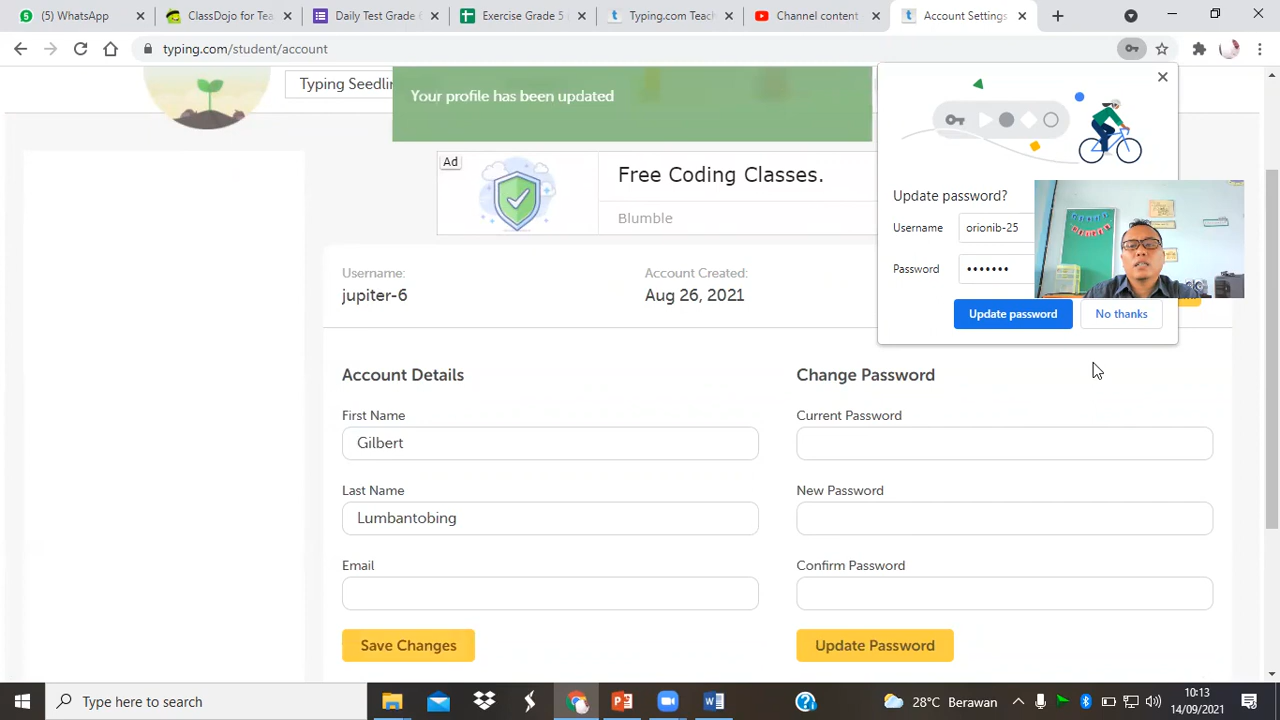 (5) WhatsApp
ClassDojo for Tea
Daily Test Grade
Exercise Grade 5
Typing.com Teac
Channel content
Account Settings
typing.com/student/account
Typing Seedlin
Your profile has been updated
Ad
Free Coding Classes.
Blumble
Update password?
Username orionib-25
Password •••••••
Update password
No thanks
Username:
jupiter-6
Account Created:
Aug 26, 2021
Account Details
Change Password
First Name
Gilbert
Current Password
Last Name
Lumbantobing
New Password
Email
Confirm Password
Save Changes
Update Password
Type here to search
28°C Berawan
10:13
14/09/2021